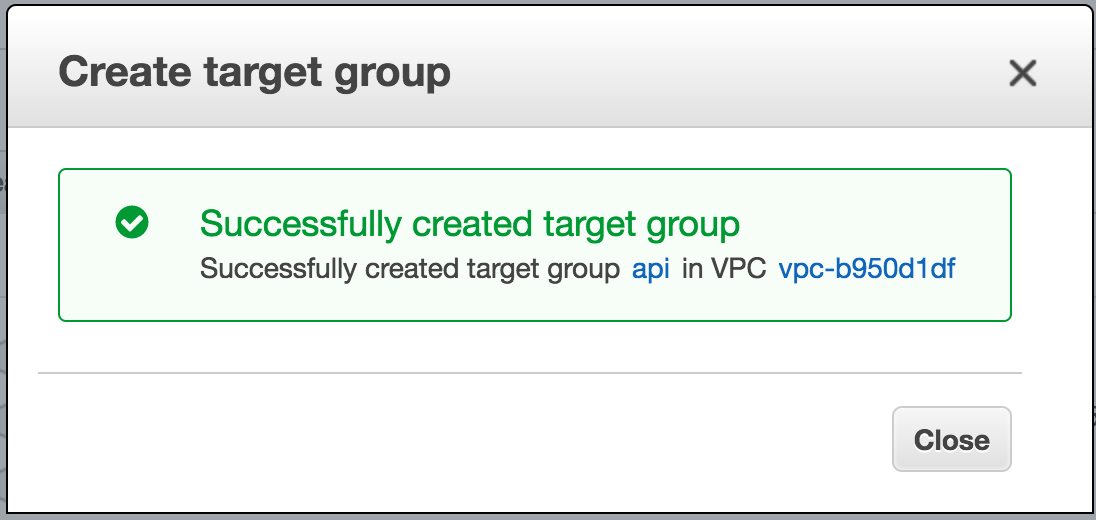 Create target group
Successfully created target group
Successfully created target group api in VPC vpc-b950d1df
Close